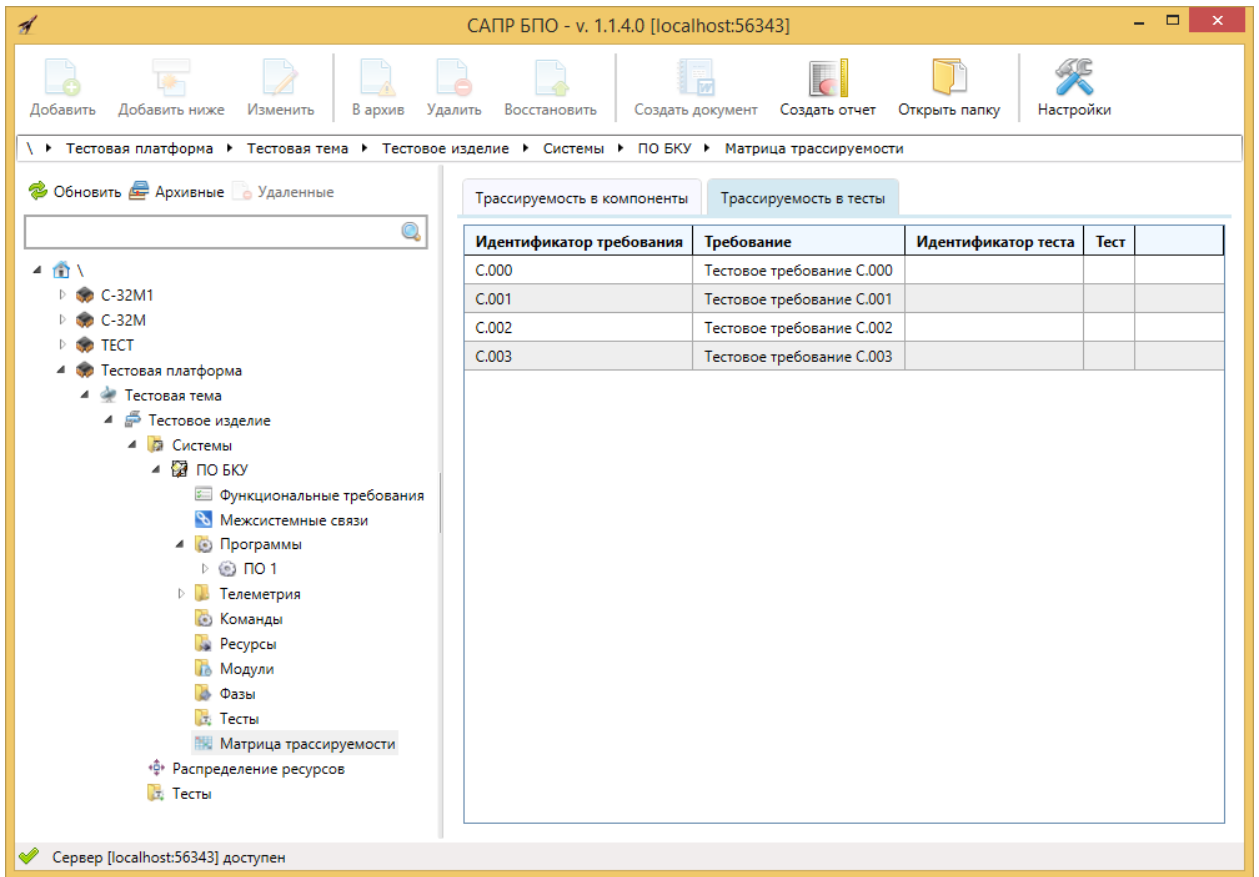 САПР БПО - v. 1.1.4.0 [localhost:56343]
Добавить Добавить ниже Изменить В архив Удалить Восстановить Создать документ Создать отчет Открыть папку Настройки
\ Тестовая платформа Тестовая тема Тестовое изделие Системы ПО БКУ Матрица трассируемости
Обновить Архивные Удаленные
\
С-32М1
С-32М
ТЕСТ
Тестовая платформа
Тестовая тема
Тестовое изделие
Системы
ПО БКУ
Функциональные требования
Межсистемные связи
Программы
ПО 1
Телеметрия
Команды
Ресурсы
Модули
Фазы
Тесты
Матрица трассируемости
Распределение ресурсов
Тесты
Трассируемость в компоненты Трассируемость в тесты
Идентификатор требования Требование Идентификатор теста Тест
С.000 Тестовое требование С.000
С.001 Тестовое требование С.001
С.002 Тестовое требование С.002
С.003 Тестовое требование С.003
Сервер [localhost:56343] доступен